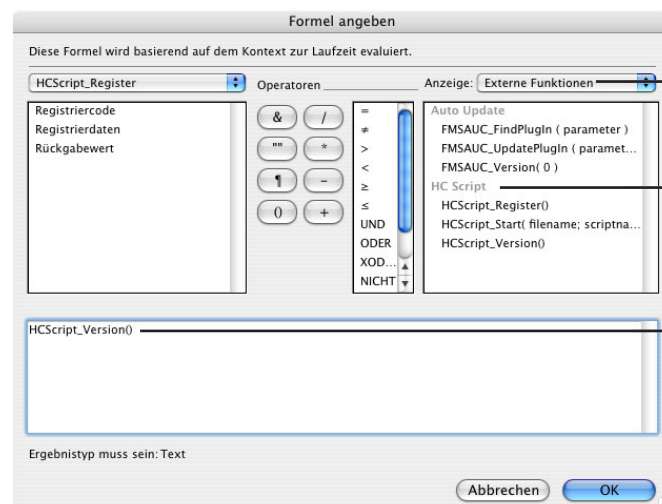 Formel angeben
Diese Formel wird basierend auf dem Kontext zur Laufzeit evaluiert.
HCScript_Register
Operatoren
Anzeige: Externe Funktionen
Registriercode
Registrierdaten
Rückgabewert
& /
"" *
¶ -
() +
=
≠
>
<
≥
≤
UND
ODER
XOD...
NICHT
Auto Update
FMSAUC_FindPlugIn ( parameter )
FMSAUC_UpdatePlugIn ( paramet...
FMSAUC_Version( 0 )
HC Script
HCScript_Register()
HCScript_Start( filename; scriptna...
HCScript_Version()
HCScript_Version()
Ergebnistyp muss sein: Text
Abbrechen
OK